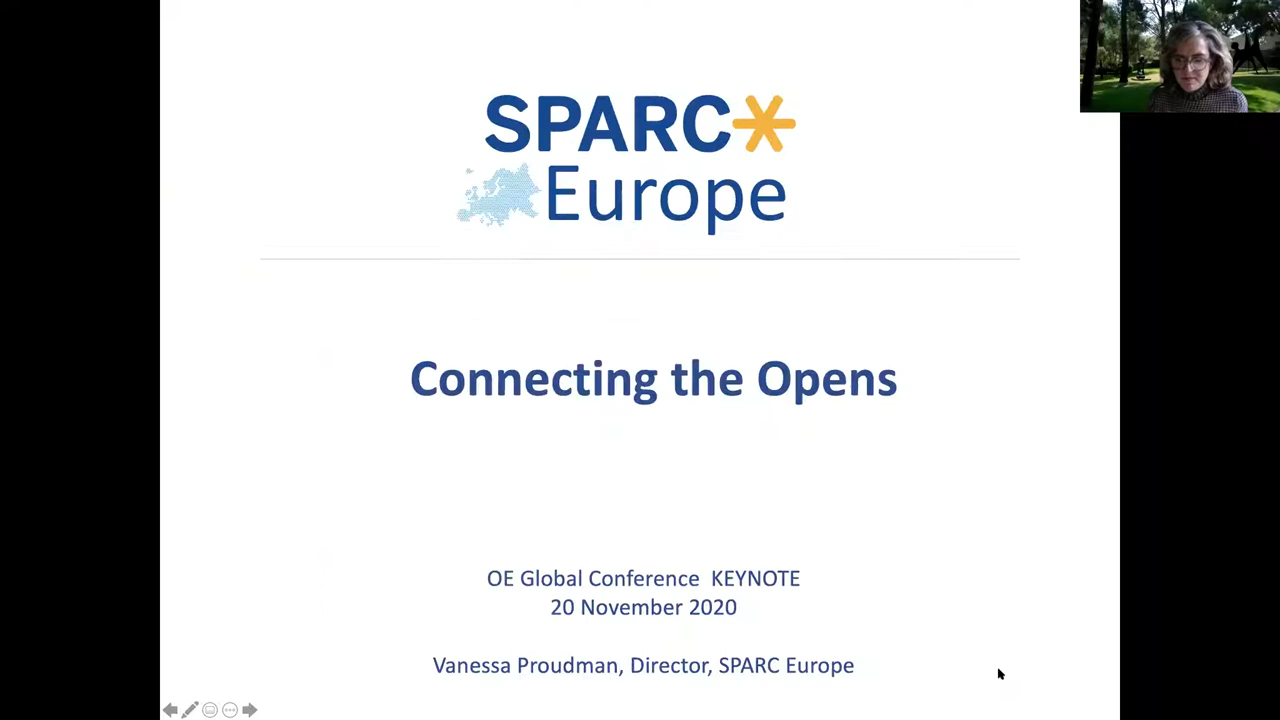 SPARC
Europe
Connecting the Opens
OE Global Conference KEYNOTE
20 November 2020
Vanessa Proudman, Director, SPARC Europe